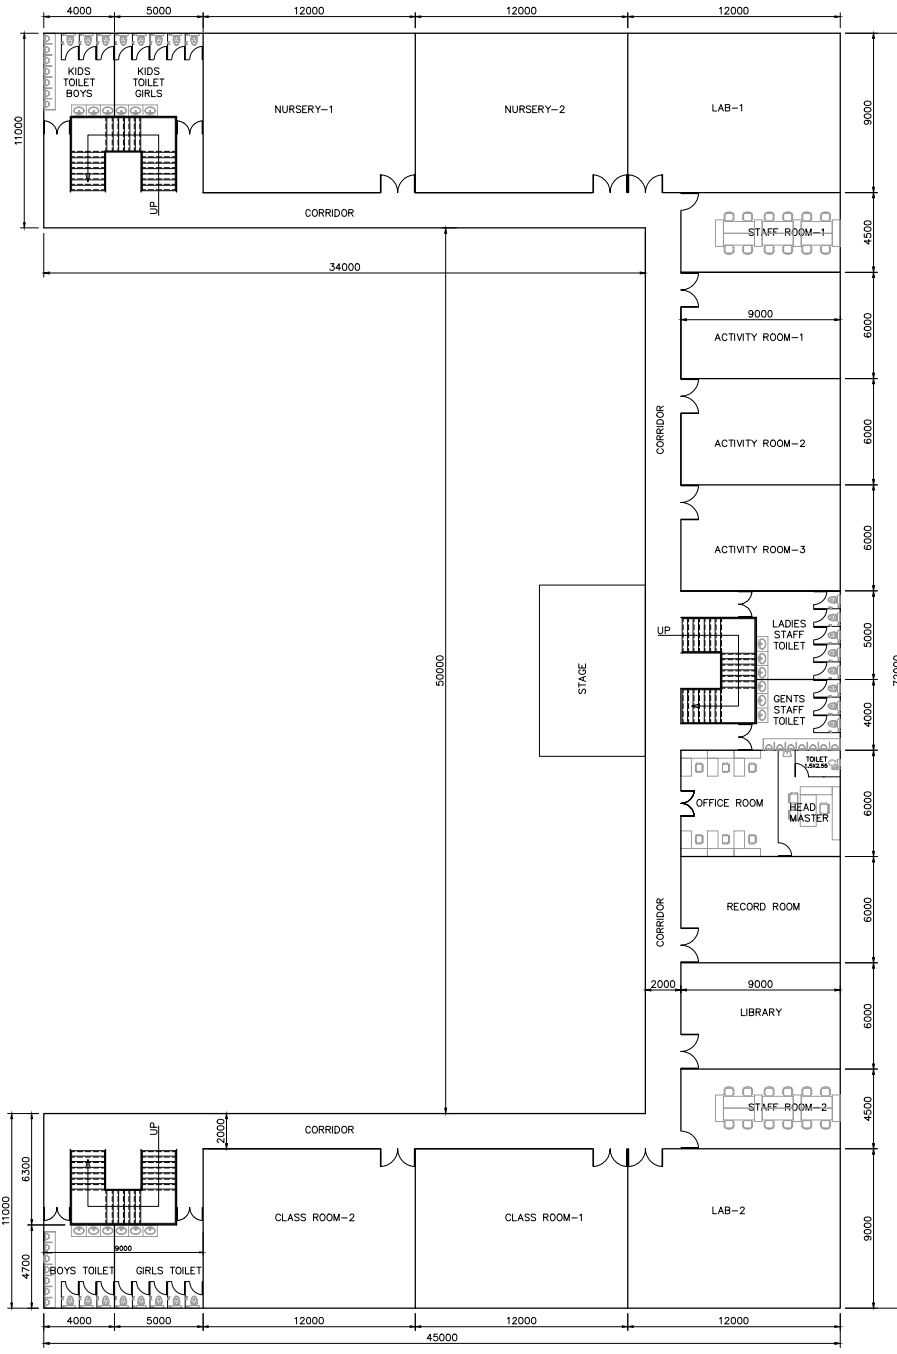 4000
5000
12000
12000
12000
KIDS
TOILET
BOYS
KIDS
TOILET
GIRLS
NURSERY-1
NURSERY-2
LAB-1
11000
9000
UP
CORRIDOR
STAFF ROOM-1
4500
34000
9000
ACTIVITY ROOM-1
6000
CORRIDOR
ACTIVITY ROOM-2
6000
ACTIVITY ROOM-3
6000
50000
STAGE
UP
LADIES
STAFF
TOILET
5000
72000
GENTS
STAFF
TOILET
4000
TOILET
1.5X2.55
OFFICE ROOM
HEAD
MASTER
6000
RECORD ROOM
6000
CORRIDOR
2000
9000
LIBRARY
6000
STAFF ROOM-2
4500
UP
2000
CORRIDOR
6300
11000
CLASS ROOM-2
CLASS ROOM-1
LAB-2
9000
9000
4700
BOYS TOILET
GIRLS TOILET
4000
5000
12000
12000
12000
45000